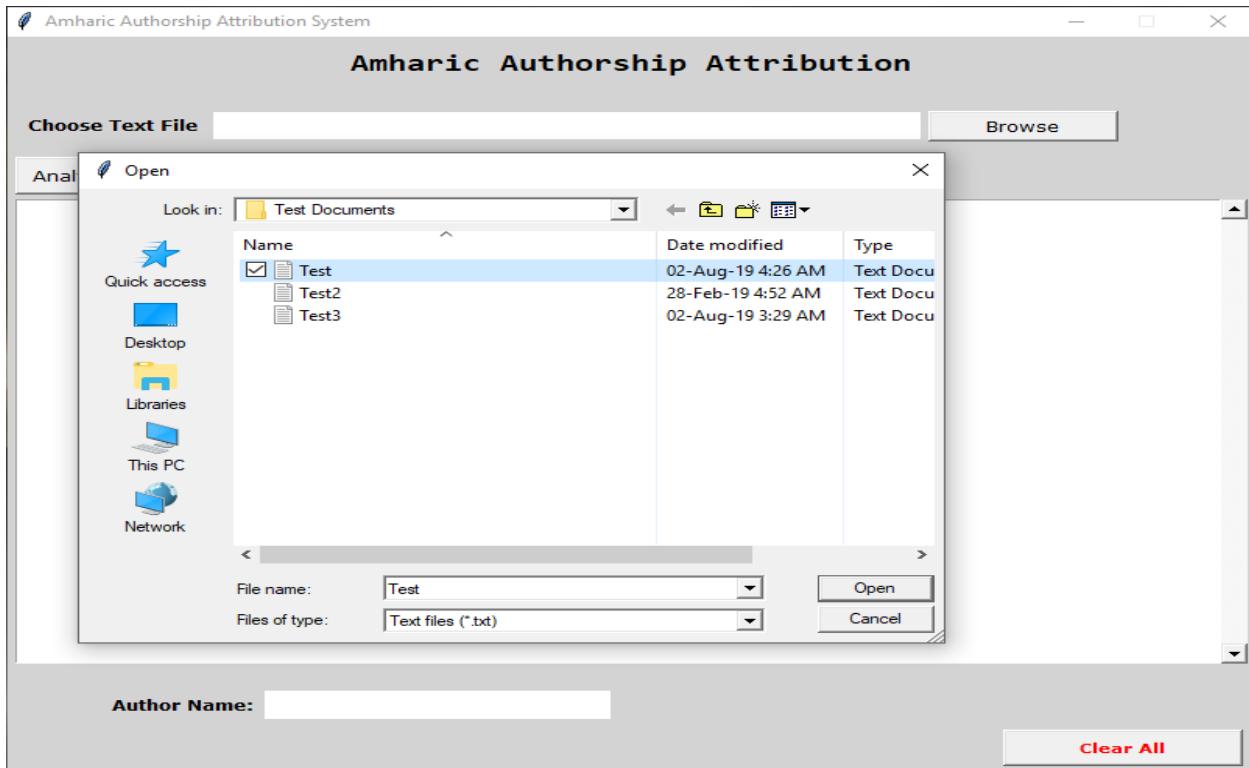 Amharic Authorship Attribution System
Amharic Authorship Attribution
Choose Text File Browse
Anal
Open
Look in: Test Documents
Name Date modified Type
Test 02-Aug-19 4:26 AM Text Docu
Test2 28-Feb-19 4:52 AM Text Docu
Test3 02-Aug-19 3:29 AM Text Docu
Quick access
Desktop
Libraries
This PC
Network
File name: Test Open
Files of type: Text files (*.txt) Cancel
Author Name:
Clear All